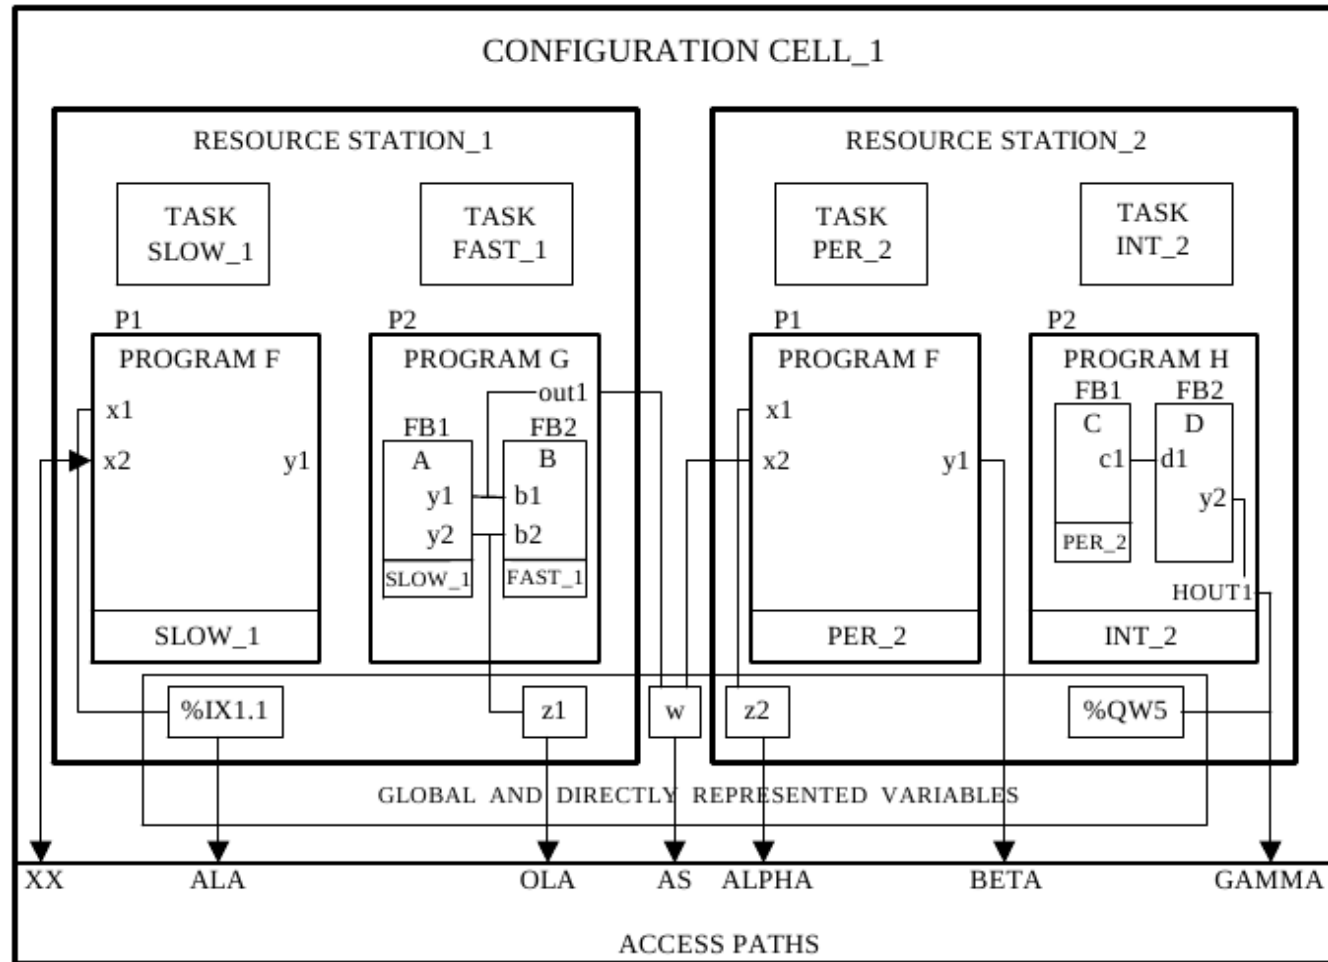 CONFIGURATION CELL_1
RESOURCE STATION_1
RESOURCE STATION_2
TASK
SLOW_1
TASK
FAST_1
TASK
PER_2
TASK
INT_2
P1
PROGRAM F
x1
x2
y1
SLOW_1
P2
PROGRAM G
out1
FB1
A
y1
y2
SLOW_1
FB2
B
b1
b2
FAST_1
P1
PROGRAM F
x1
x2
y1
PER_2
P2
PROGRAM H
FB1
C
c1
PER_2
FB2
D
d1
y2
HOUT1
INT_2
%IX1.1
z1
w
z2
%QW5
GLOBAL AND DIRECTLY REPRESENTED VARIABLES
XX
ALA
OLA
AS
ALPHA
BETA
GAMMA
ACCESS PATHS